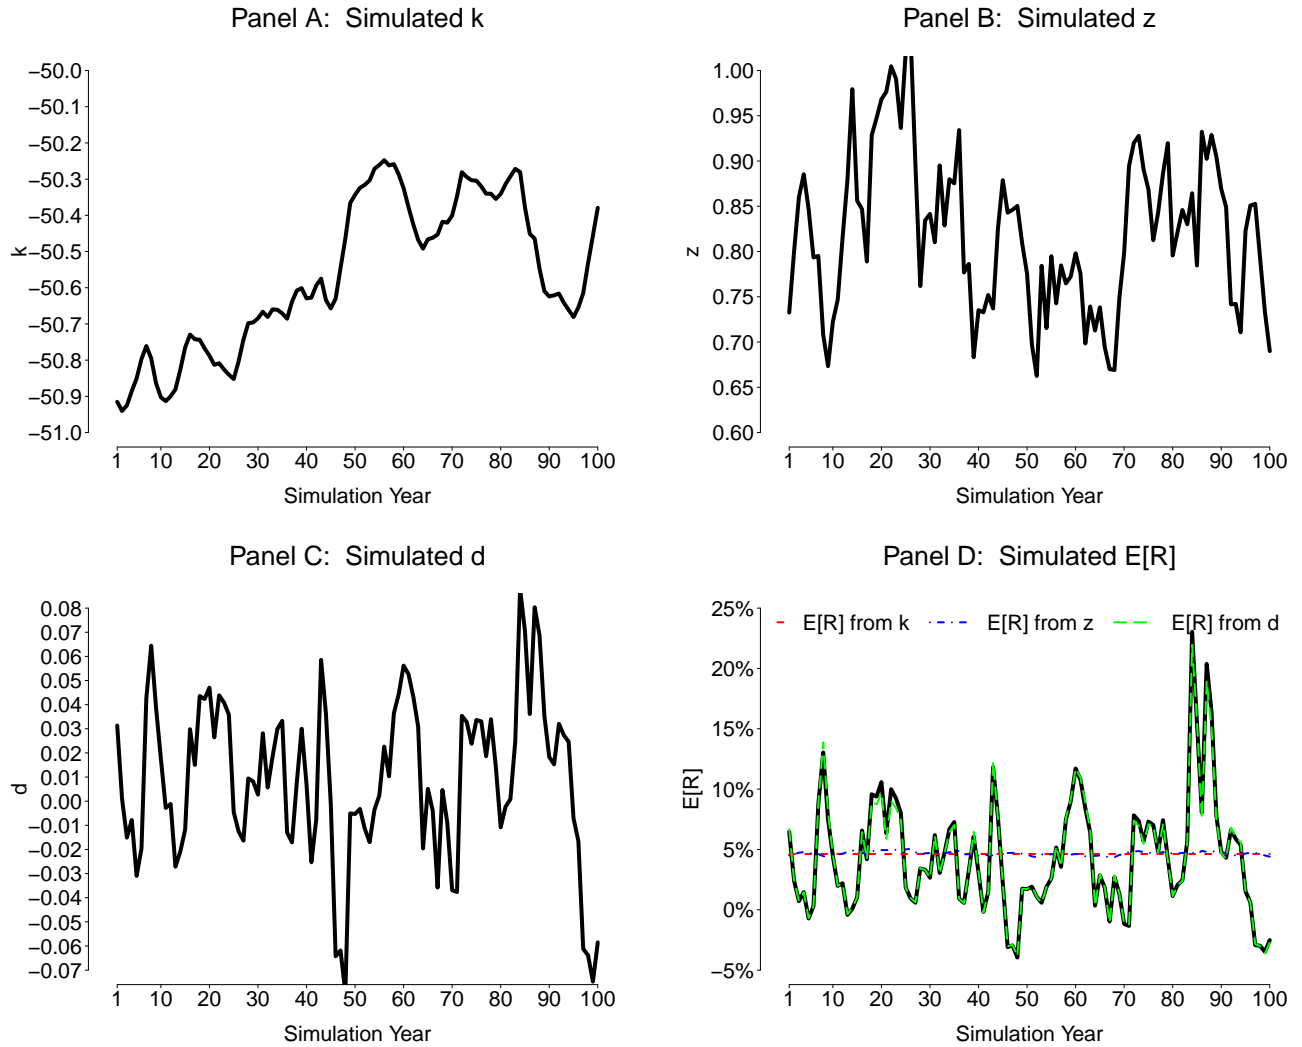 Panel A:  Simulated k
−50.0
−50.1
−50.2
−50.3
−50.4
−50.5
−50.6
−50.7
−50.8
−50.9
−51.0
k
1 10 20 30 40 50 60 70 80 90 100
Simulation Year
Panel B:  Simulated z
1.00
0.95
0.90
0.85
0.80
0.75
0.70
0.65
0.60
z
1 10 20 30 40 50 60 70 80 90 100
Simulation Year
Panel C:  Simulated d
0.08
0.07
0.06
0.05
0.04
0.03
0.02
0.01
0.00
−0.01
−0.02
−0.03
−0.04
−0.05
−0.06
−0.07
d
1 10 20 30 40 50 60 70 80 90 100
Simulation Year
Panel D:  Simulated E[R]
E[R] from k E[R] from z E[R] from d
25%
20%
15%
10%
5%
0%
−5%
E[R]
1 10 20 30 40 50 60 70 80 90 100
Simulation Year